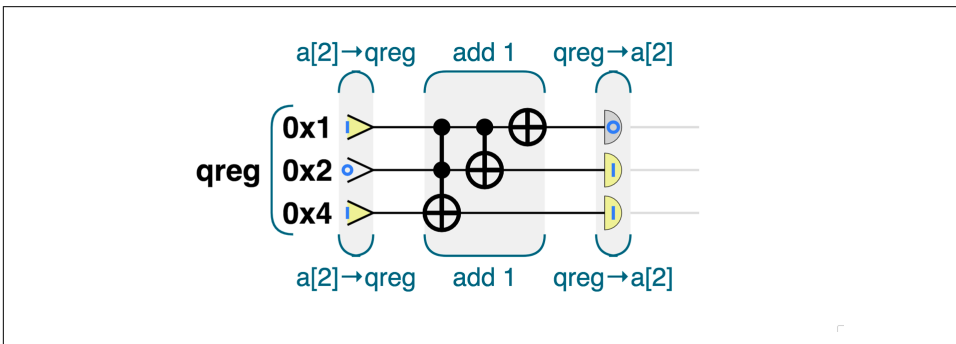 a[2]→qreg add 1 qreg→a[2]
0x1
qreg 0x2
0x4
a[2]→qreg add 1 qreg→a[2]